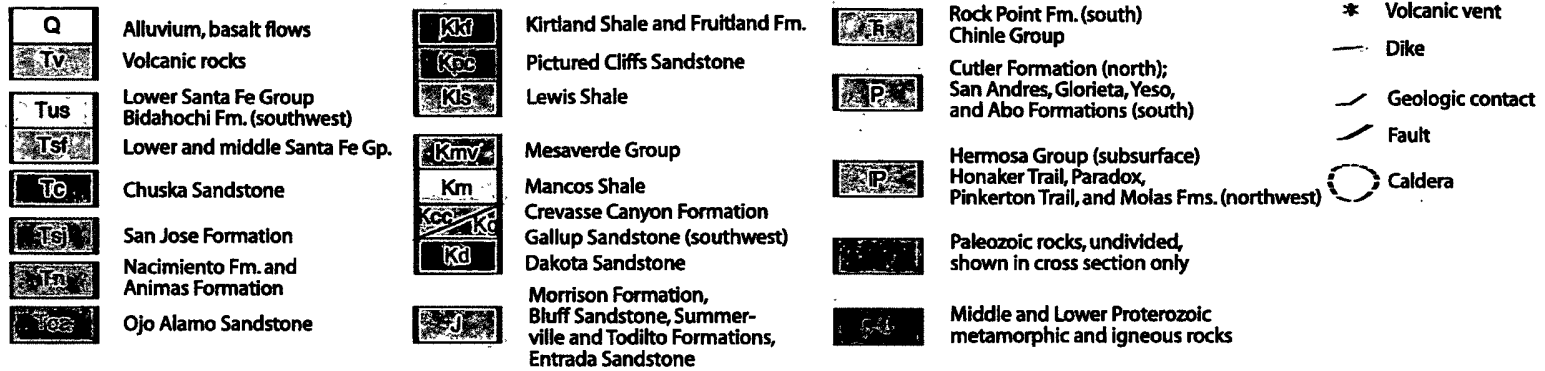 Q Alluvium, basalt flows
Tv Volcanic rocks
Tus Lower Santa Fe Group
Bidahochi Fm. (southwest)
Tsf Lower and middle Santa Fe Gp.
Tc Chuska Sandstone
Tsj San Jose Formation
Tn Nacimiento Fm. and
Animas Formation
Toa Ojo Alamo Sandstone
Kkf Kirtland Shale and Fruitland Fm.
Kpc Pictured Cliffs Sandstone
Kls Lewis Shale
Kmv Mesaverde Group
Km Mancos Shale
Kcc Crevasse Canyon Formation
Kg Gallup Sandstone (southwest)
Kd Dakota Sandstone
J Morrison Formation,
Bluff Sandstone, Summer-
ville and Todilto Formations,
Entrada Sandstone
Rock Point Fm. (south)
Chinle Group
P Cutler Formation (north);
San Andres, Glorieta, Yeso,
and Abo Formations (south)
IP Hermosa Group (subsurface)
Honaker Trail, Paradox,
Pinkerton Trail, and Molas Fms. (northwest)
Paleozoic rocks, undivided,
shown in cross section only
Middle and Lower Proterozoic
metamorphic and igneous rocks
Volcanic vent
Dike
Geologic contact
Fault
Caldera